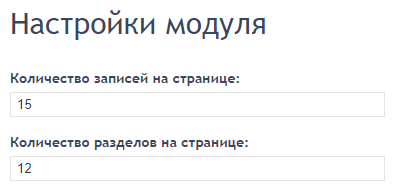 Настройки модуля
Количество записей на странице:
15
Количество разделов на странице:
12